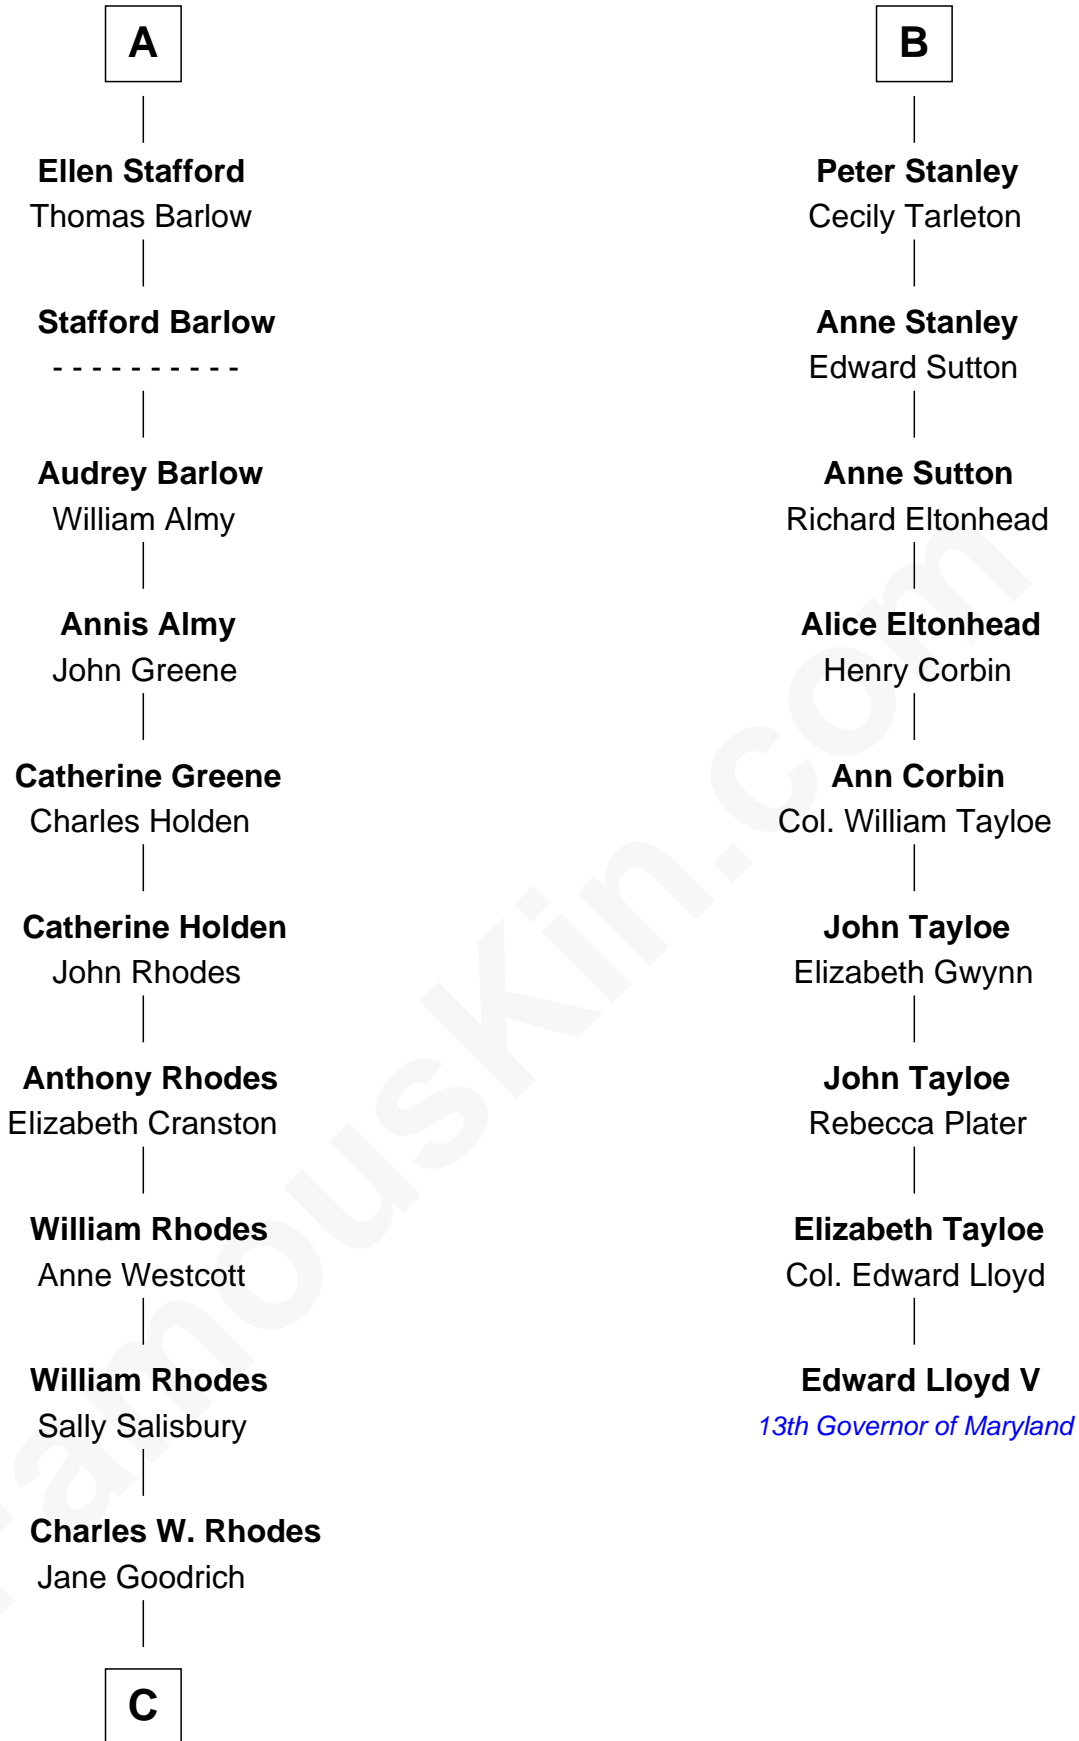 A
Ellen Stafford
Thomas Barlow
Stafford Barlow
- - - - - - - - - -
Audrey Barlow
William Almy
Annis Almy
John Greene
Catherine Greene
Charles Holden
Catherine Holden
John Rhodes
Anthony Rhodes
Elizabeth Cranston
William Rhodes
Anne Westcott
William Rhodes
Sally Salisbury
Charles W. Rhodes
Jane Goodrich
C
B
Peter Stanley
Cecily Tarleton
Anne Stanley
Edward Sutton
Anne Sutton
Richard Eltonhead
Alice Eltonhead
Henry Corbin
Ann Corbin
Col. William Tayloe
John Tayloe
Elizabeth Gwynn
John Tayloe
Rebecca Plater
Elizabeth Tayloe
Col. Edward Lloyd
Edward Lloyd V
13th Governor of Maryland
FamousKin.com